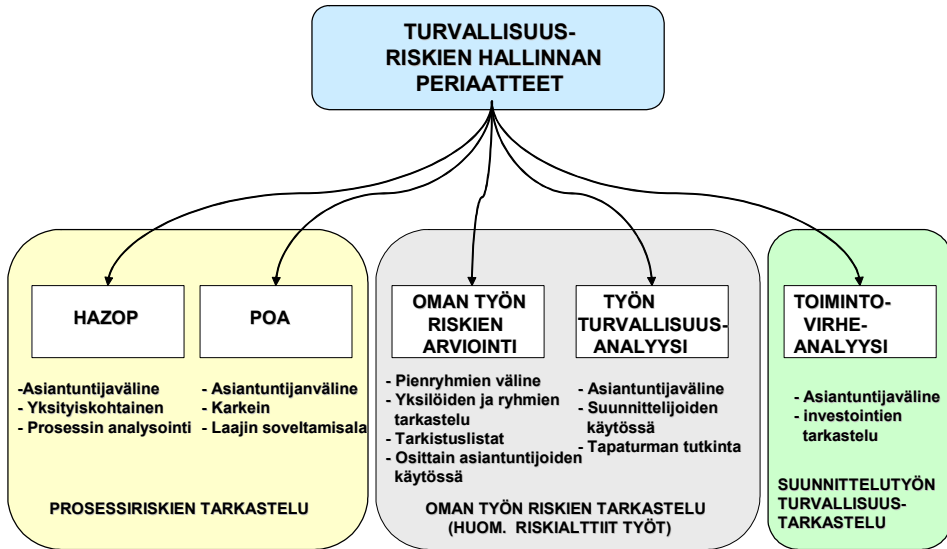 TURVALLISUUS-
RISKIEN HALLINNAN
PERIAATTEET
HAZOP
-Asiantuntijaväline
- Yksityiskohtainen
- Prosessin analysointi
POA
- Asiantuntijanväline
- Karkein
- Laajin soveltamisala
PROSESSIRISKIEN TARKASTELU
OMAN TYÖN
RISKIEN
ARVIOINTI
- Pienryhmien väline
- Yksilöiden ja ryhmien
tarkastelu
- Tarkistuslistat
- Osittain asiantuntijoiden
käytössä
TYÖN
TURVALLISUUS-
ANALYYSI
- Asiantuntijaväline
- Suunnittelijoiden
käytössä
- Tapaturman tutkinta
OMAN TYÖN RISKIEN TARKASTELU
(HUOM. RISKIALTTIIT TYÖT)
TOIMINTO-
VIRHE-
ANALYYSI
- Asiantuntijaväline
- investointien
tarkastelu
SUUNNITTELUTYÖN
TURVALLISUUS-
TARKASTELU